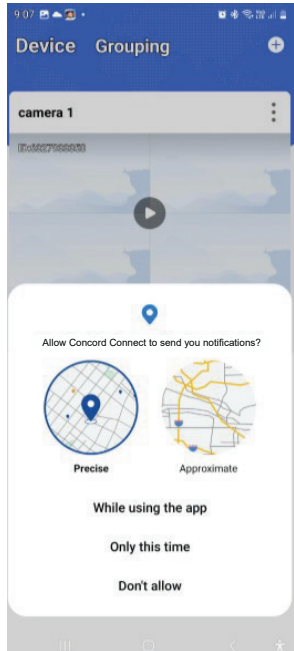 9:07
Device Grouping
camera 1
Allow Concord Connect to send you notifications?
Precise Approximate
While using the app
Only this time
Don't allow